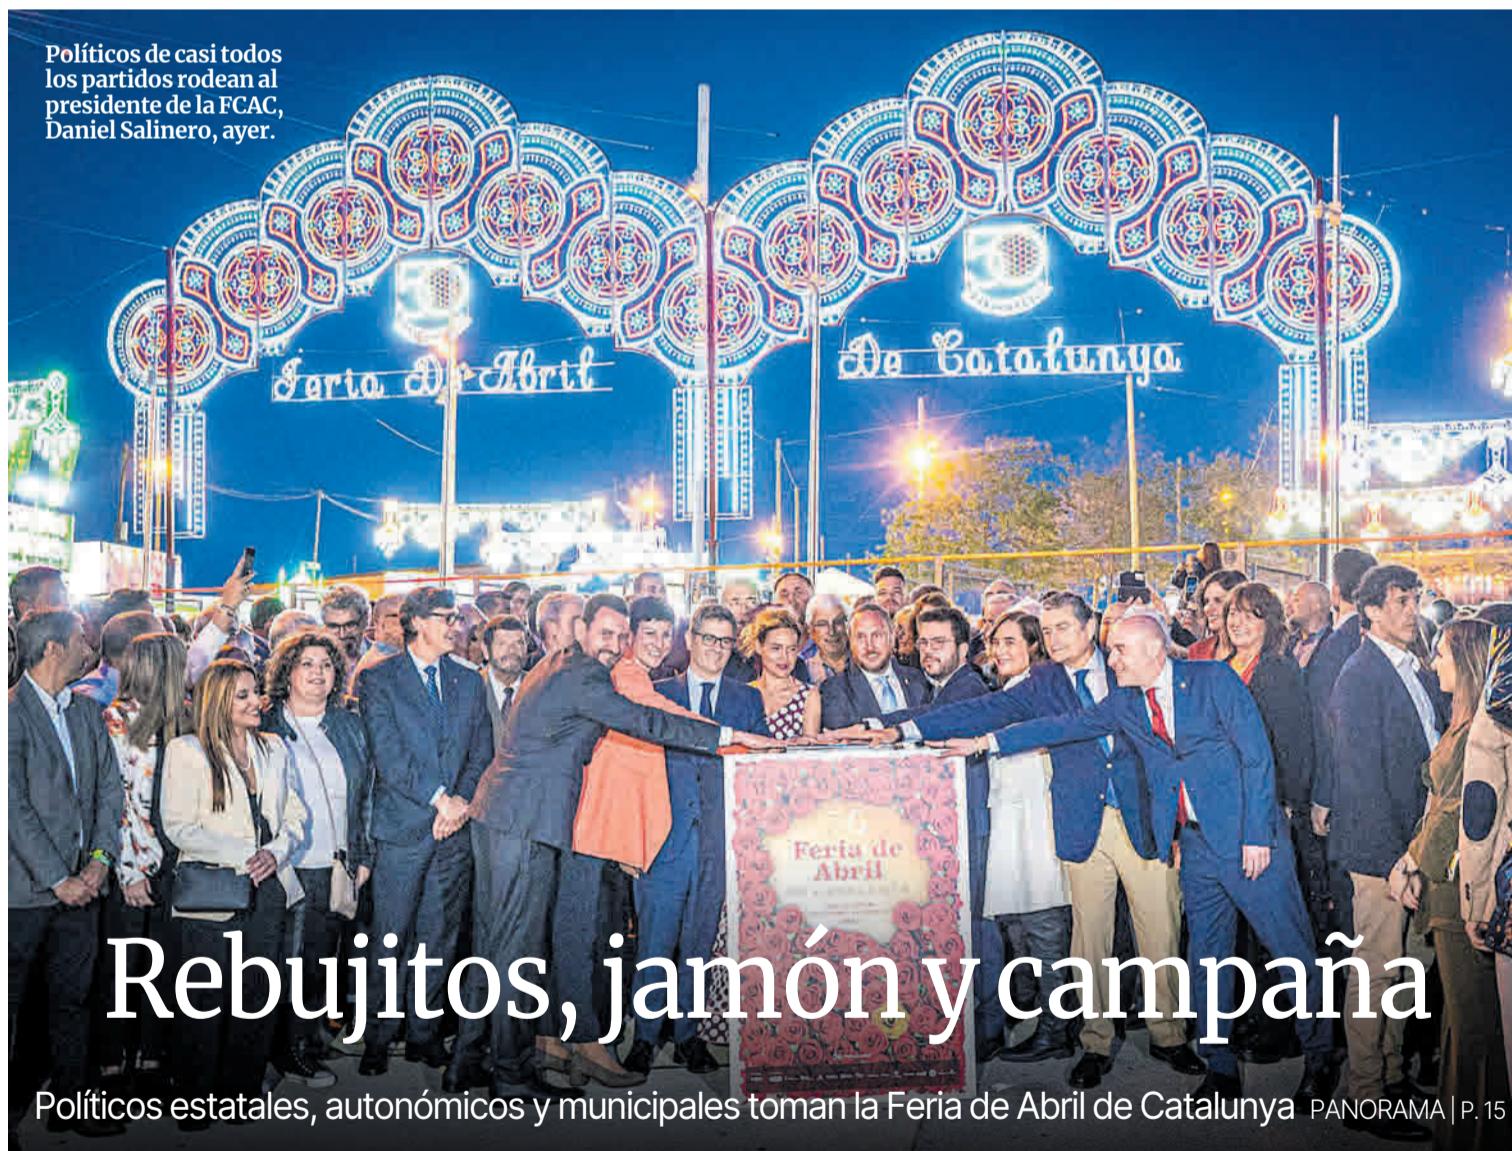 Políticos de casi todos
los partidos rodean al
presidente de la FCAC,
Daniel Salinero, ayer.
50
50
Feria De Abril
De Catalunya
Feria de
Abril
Rebujitos, jamón y campaña
Políticos estatales, autonómicos y municipales toman la Feria de Abril de Catalunya PANORAMA | P. 15